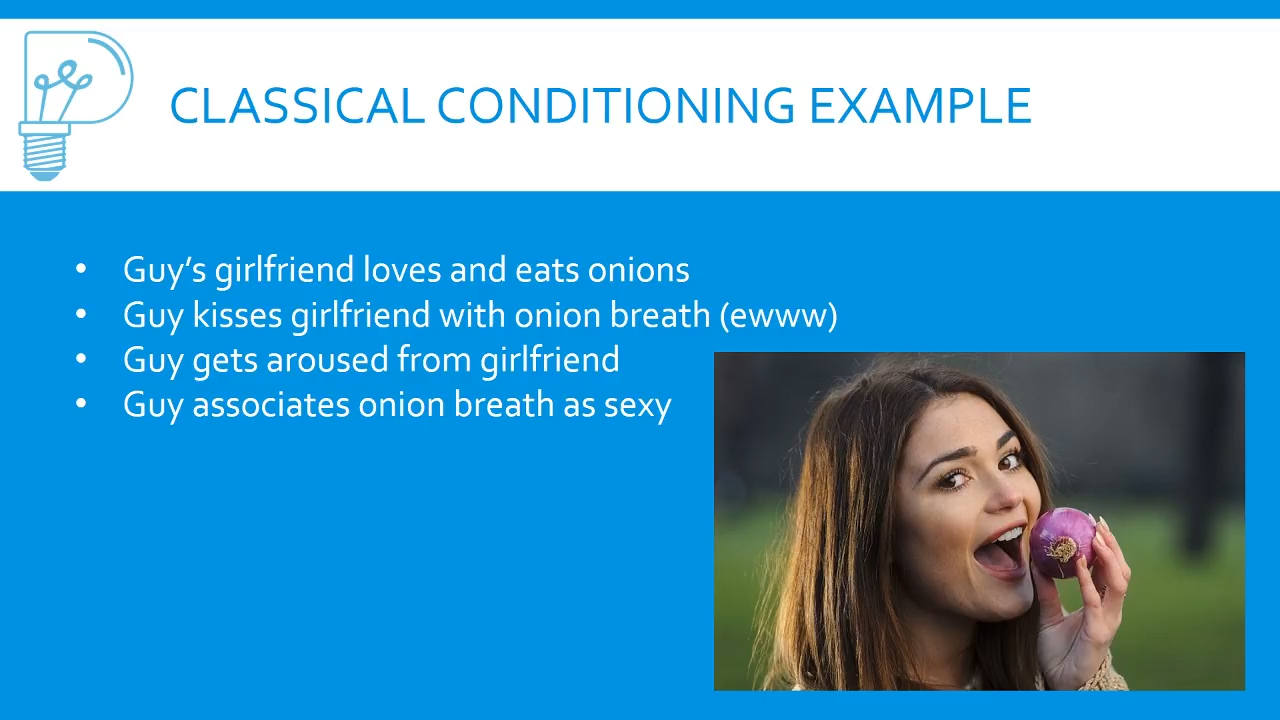 CLASSICAL CONDITIONING EXAMPLE
• Guy’s girlfriend loves and eats onions
• Guy kisses girlfriend with onion breath (ewww)
• Guy gets aroused from girlfriend
• Guy associates onion breath as sexy